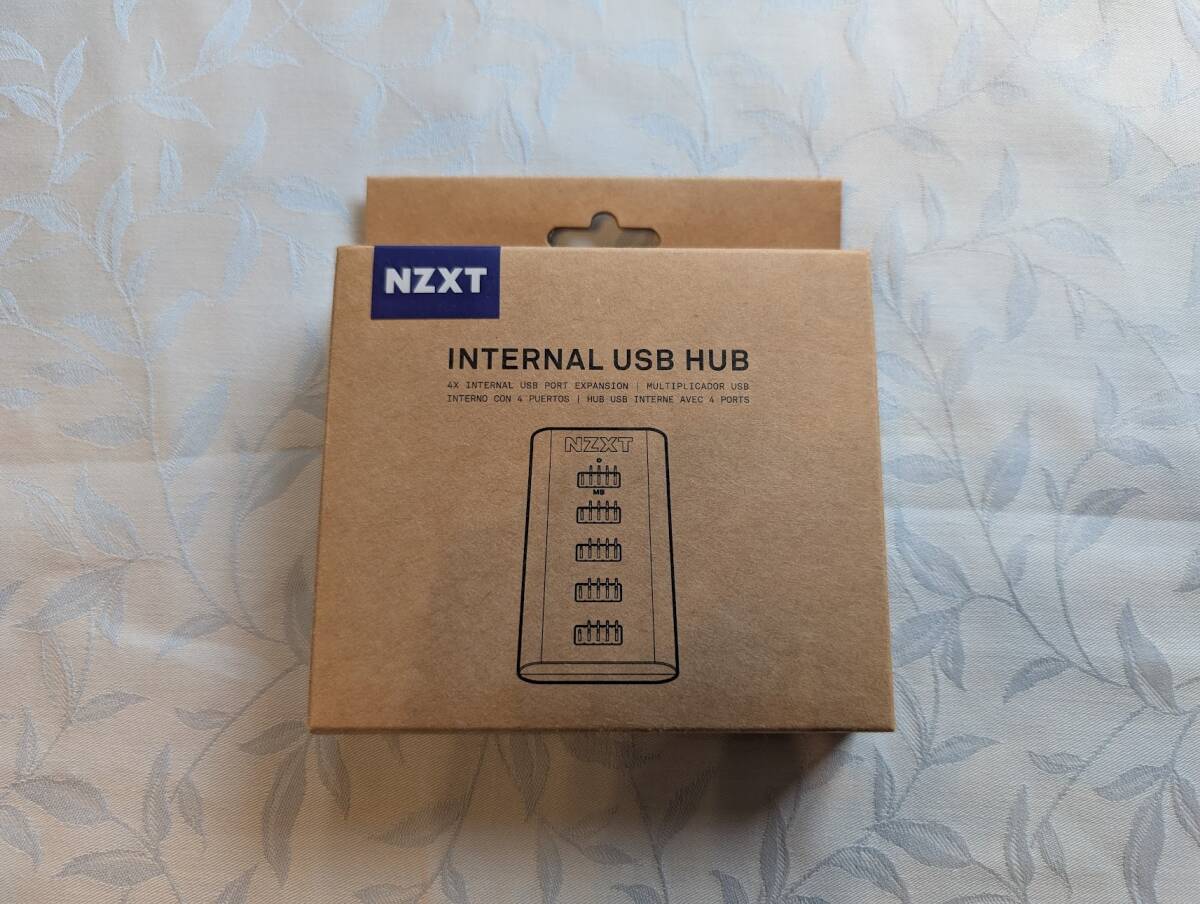 NZXT
INTERNAL USB HUB
4X INTERNAL USB PORT EXPANSION | MULTIPLICADOR USB
INTERNO CON 4 PUERTOS | HUB USB INTERNE AVEC 4 PORTS
NZXT
MB